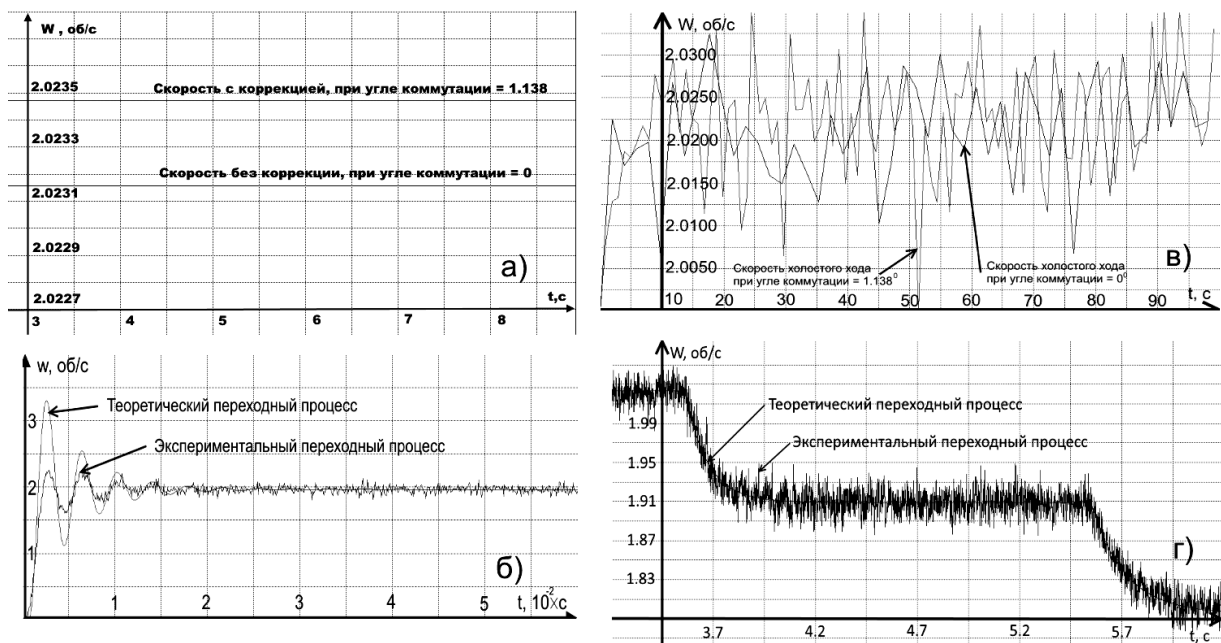 W , об/с
2.0235
Скорость с коррекцией, при угле коммутации = 1.138
2.0233
Скорость без коррекции, при угле коммутации = 0
2.0231
2.0229
а)
2.0227
t,с
3 4 5 6 7 8
W, об/с
2.0300
2.0250
2.0200
2.0150
2.0100
2.0050
Скорость холостого хода
при угле коммутации = 1.138⁰
Скорость холостого хода
при угле коммутации = 0⁰
в)
10 20 30 40 50 60 70 80 90
t, с
w, об/с
3
Теоретический переходный процесс
Экспериментальный переходный процесс
2
1
б)
1 2 3 4 5
t, 10⁻²хс
W, об/с
1.99
Теоретический переходный процесс
Экспериментальный переходный процесс
1.95
1.91
1.87
1.83
г)
3.7 4.2 4.7 5.2 5.7
t, с